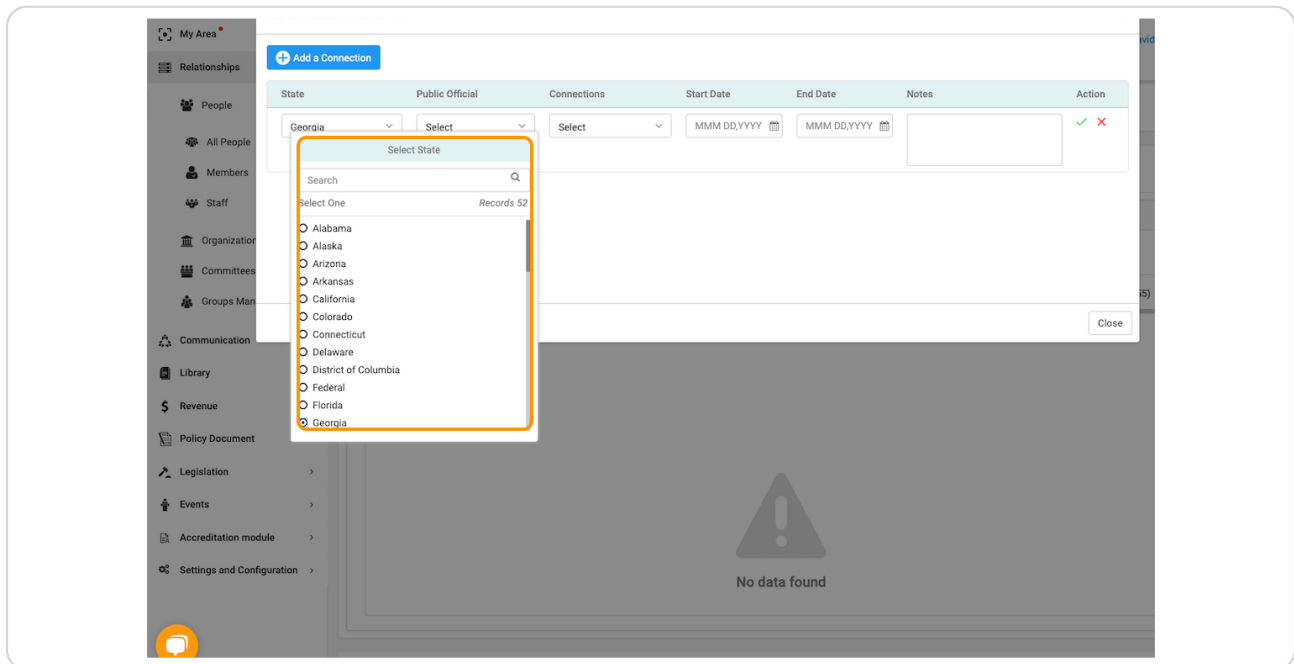 My Area
Relationships
People
All People
Members
Staff
Organization
Committees
Groups Man
Communication
Library
Revenue
Policy Document
Legislation
Events
Accreditation module
Settings and Configuration
Add a Connection
State Public Official Connections Start Date End Date Notes Action
Georgia Select Select MMM DD,YYYY MMM DD,YYYY
Select State
Search
Select One Records 52
Alabama
Alaska
Arizona
Arkansas
California
Colorado
Connecticut
Delaware
District of Columbia
Federal
Florida
Georgia
Close
avid
55)
No data found